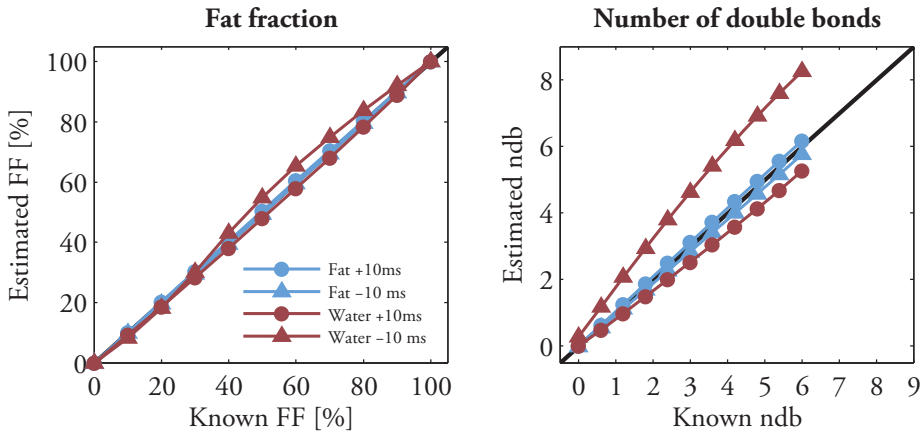 Fat fraction
Estimated FF [%]
100
80
60
40
20
0
0 20 40 60 80 100
Known FF [%]
Fat +10ms
Fat −10 ms
Water +10ms
Water −10 ms
Number of double bonds
Estimated ndb
8
6
4
2
0
0 1 2 3 4 5 6 7 8 9
Known ndb